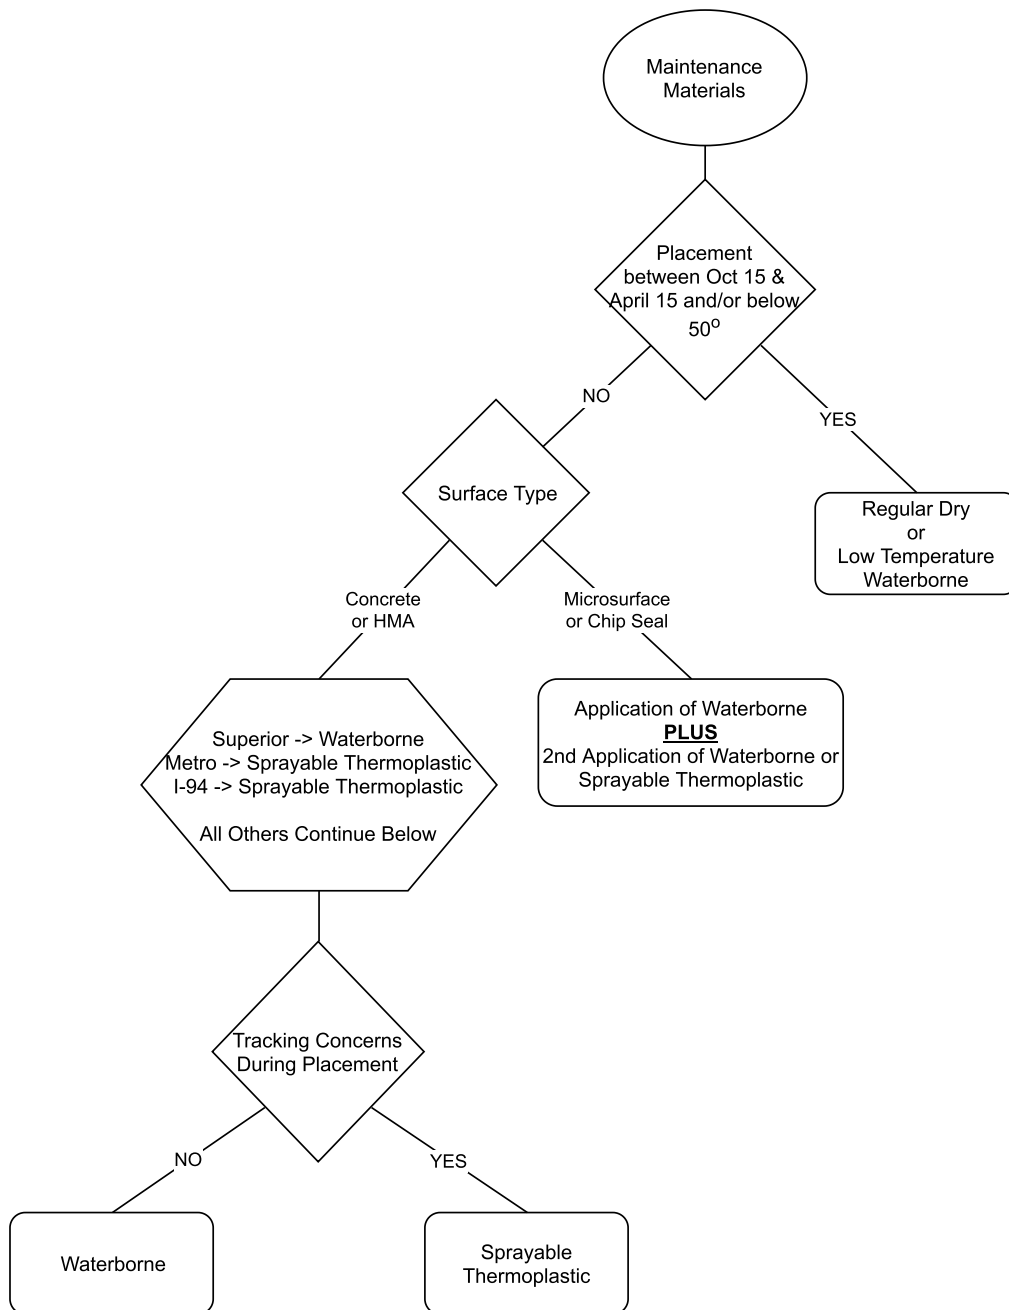 Maintenance
Materials
Placement
between Oct 15 &
April 15 and/or below
50º
NO
YES
Surface Type
Regular Dry
or
Low Temperature
Waterborne
Concrete
or HMA
Microsurface
or Chip Seal
Superior -> Waterborne
Metro -> Sprayable Thermoplastic
I-94 -> Sprayable Thermoplastic
All Others Continue Below
Application of Waterborne
PLUS
2nd Application of Waterborne or
Sprayable Thermoplastic
Tracking Concerns
During Placement
NO
YES
Waterborne
Sprayable
Thermoplastic